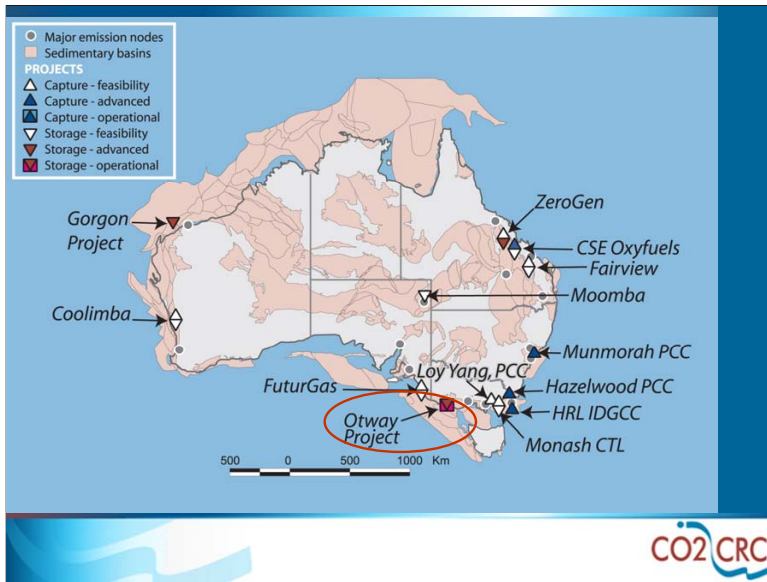 Major emission nodes
Sedimentary basins
PROJECTS
Capture - feasibility
Capture - advanced
Capture - operational
Storage - feasibility
Storage - advanced
Storage - operational
ZeroGen
Gorgon
Project
CSE Oxyfuels
Fairview
Moomba
Coolimba
Munmorah PCC
Loy Yang, PCC
FuturGas
Hazelwood PCC
Otway
Project
HRL IDGCC
Monash CTL
500 0 500 1000 Km
CO2CRC